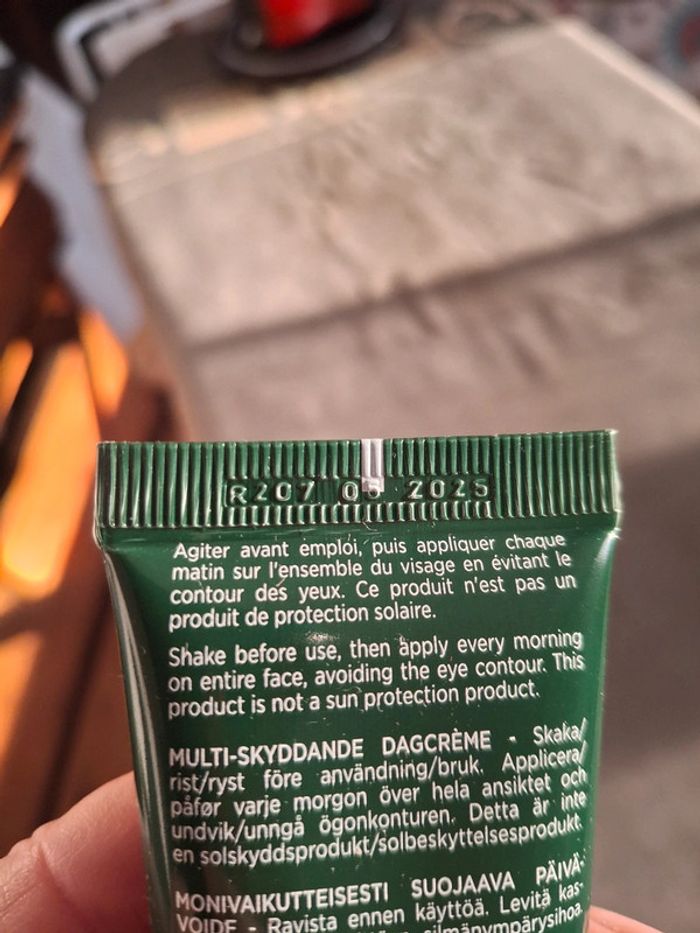 R207 05 2025
Agiter avant emploi, puis appliquer chaque
matin sur l'ensemble du visage en évitant le
contour des yeux. Ce produit n'est pas un
produit de protection solaire.
Shake before use, then apply every morning
on entire face, avoiding the eye contour. This
product is not a sun protection product.
MULTI-SKYDDANDE DAGCRÈME - Skaka/
rist/ryst före användning/bruk. Applicera/
påfør varje morgon över hela ansiktet och
undvik/unngå ögonkonturen. Detta är inte
en solskyddsprodukt/solbeskyttelsesprodukt.
MONIVAIKUTTEISESTI SUOJAAVA PÄIVÄ-
VOIDE - Ravista ennen käyttöä. Levitä kas-
silmänympärysihoa.